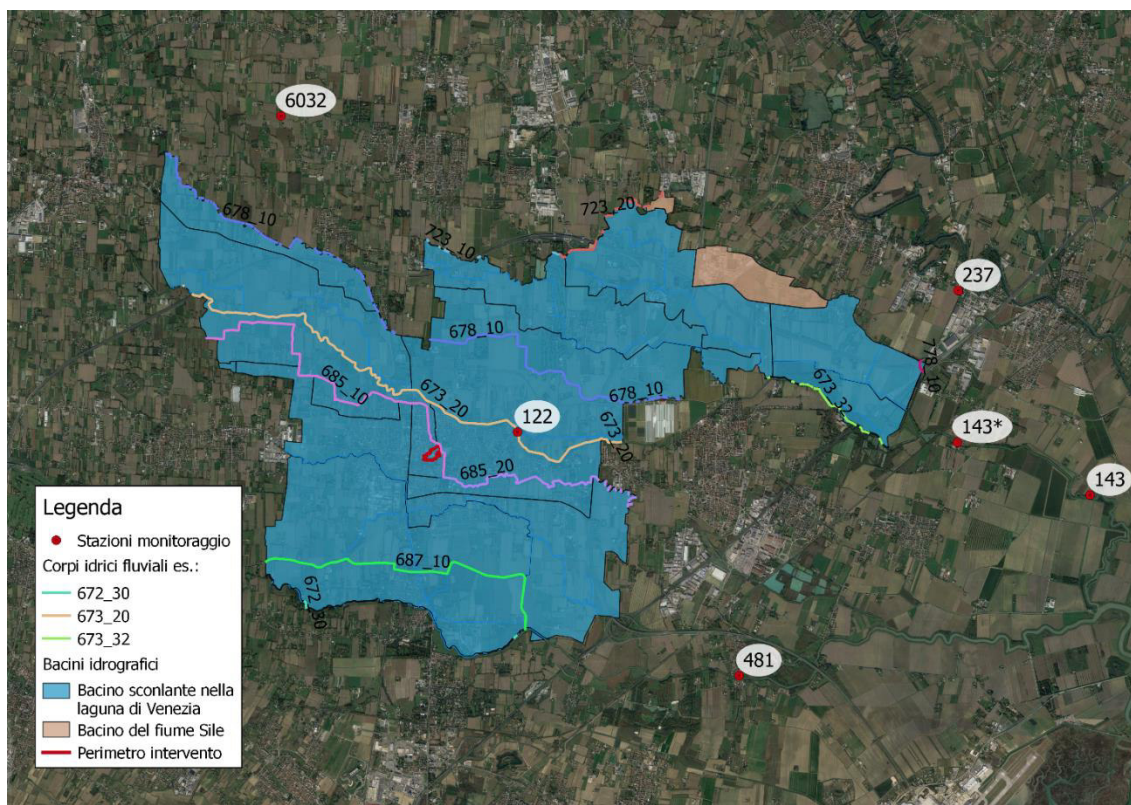 6032
678_10
723_20
723_10
237
678_10
778_10
685_10
673_20
678_10
673_32
122
673_20
143*
685_20
143
687_10
672_30
481
Legenda
Stazioni monitoraggio
Corpi idrici fluviali es.:
672_30
673_20
673_32
Bacini idrografici
Bacino sconlante nella
laguna di Venezia
Bacino del fiume Sile
Perimetro intervento